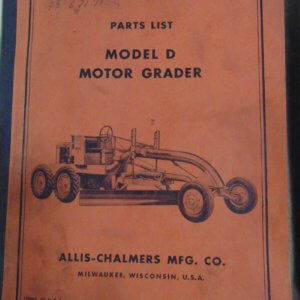 PARTS LIST
MODEL D
MOTOR GRADER
ALLIS-CHALMERS MFG. CO.
MILWAUKEE, WISCONSIN, U.S.A.